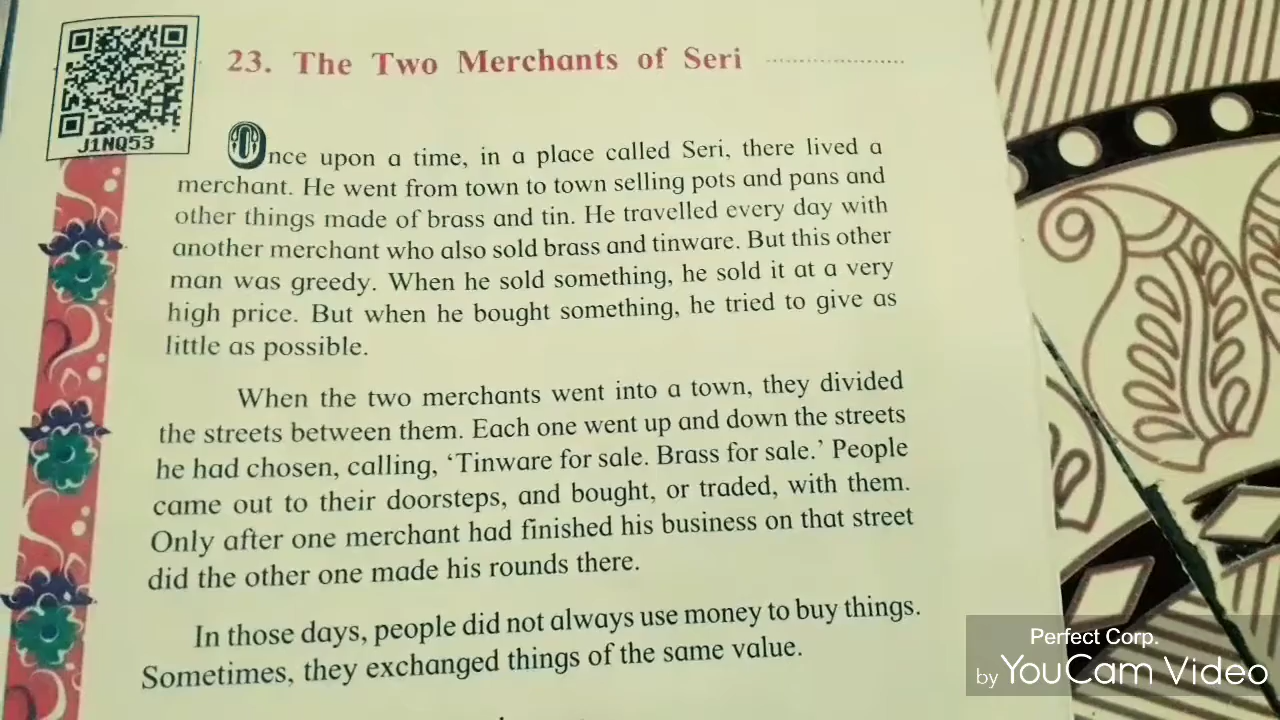 J1NQ53
23. The Two Merchants of Seri
Once upon a time, in a place called Seri, there lived a
merchant. He went from town to town selling pots and pans and
other things made of brass and tin. He travelled every day with
another merchant who also sold brass and tinware. But this other
man was greedy. When he sold something, he sold it at a very
high price. But when he bought something, he tried to give as
little as possible.
When the two merchants went into a town, they divided
the streets between them. Each one went up and down the streets
he had chosen, calling, ‘Tinware for sale. Brass for sale.’ People
came out to their doorsteps, and bought, or traded, with them.
Only after one merchant had finished his business on that street
did the other one made his rounds there.
In those days, people did not always use money to buy things.
Sometimes, they exchanged things of the same value.
Perfect Corp.
by YouCam Video